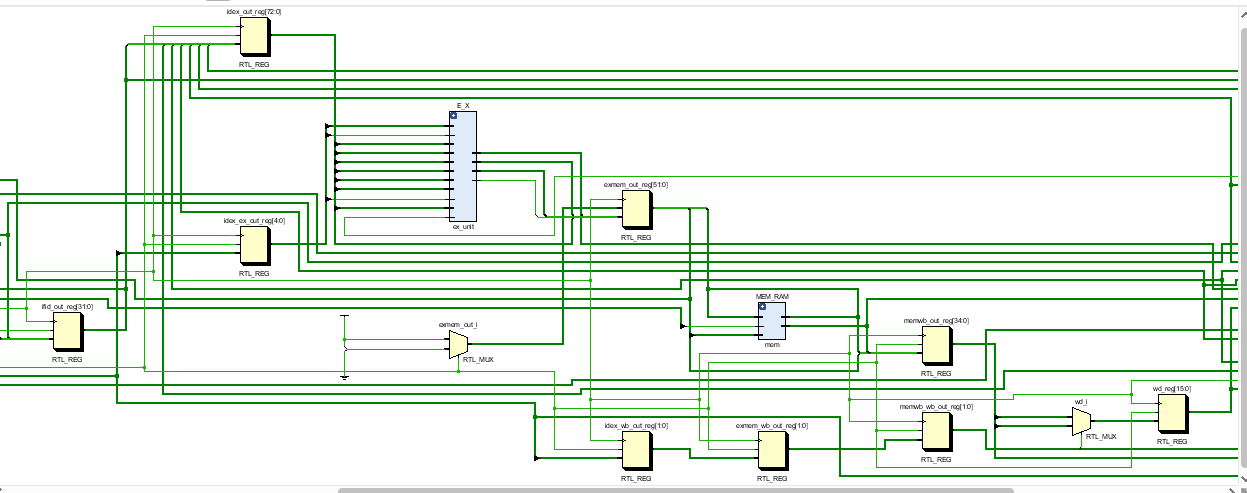 idex_out_reg[72:0]
RTL_REG
E_X
ex_unit
exmem_out_reg[51:0]
RTL_REG
idex_ex_out_reg[4:0]
RTL_REG
ifid_out_reg[31:0]
RTL_REG
exmem_out_i
RTL_MUX
MEM_RAM
mem
memwb_out_reg[34:0]
RTL_REG
wd_reg[15:0]
RTL_REG
wd_i
RTL_MUX
memwb_wb_out_reg[1:0]
RTL_REG
idex_wb_out_reg[1:0]
RTL_REG
exmem_wb_out_reg[1:0]
RTL_REG